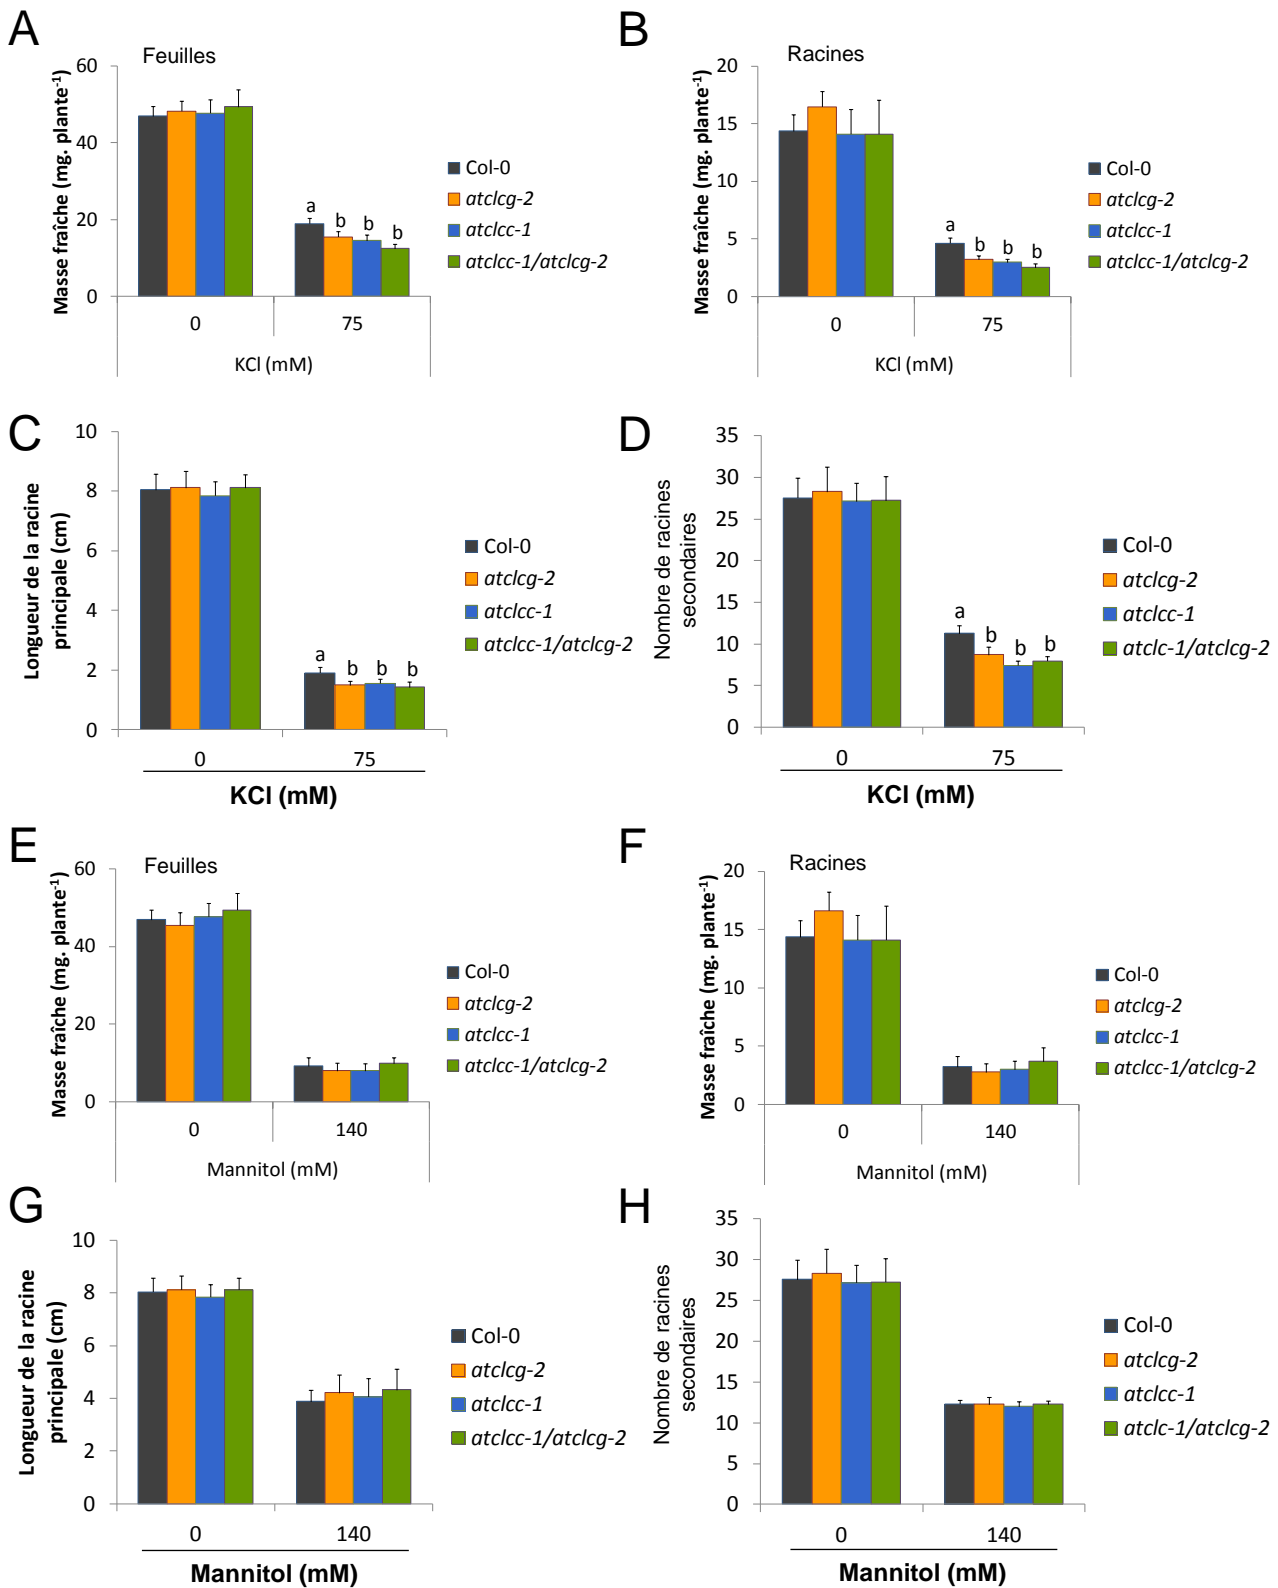 A
Feuilles
Masse fraîche (mg. plante-1)
60
40
20
0
a
b
b
b
0
75
KCl (mM)
Col-0
atclcg-2
atclcc-1
atclcc-1/atclcg-2
B
Racines
Masse fraîche (mg. plante-1)
20
15
10
5
0
a
b
b
b
0
75
KCl (mM)
Col-0
atclcg-2
atclcc-1
atclcc-1/atclcg-2
C
Longueur de la racine
principale (cm)
10
8
6
4
2
0
a
b
b
b
0
75
KCl (mM)
Col-0
atclcg-2
atclcc-1
atclcc-1/atclcg-2
D
Nombre de racines
secondaires
35
30
25
20
15
10
5
0
a
b
b
b
0
75
KCl (mM)
Col-0
atclcg-2
atclcc-1
atclc-1/atclcg-2
E
Feuilles
Masse fraîche (mg. plante-1)
60
40
20
0
0
140
Mannitol (mM)
Col-0
atclcg-2
atclcc-1
atclcc-1/atclcg-2
F
Racines
Masse fraîche (mg. plante-1)
20
15
10
5
0
0
140
Mannitol (mM)
Col-0
atclcg-2
atclcc-1
atclcc-1/atclcg-2
G
Longueur de la racine
principale (cm)
10
8
6
4
2
0
0
140
Mannitol (mM)
Col-0
atclcg-2
atclcc-1
atclcc-1/atclcg-2
H
Nombre de racines
secondaires
35
30
25
20
15
10
5
0
0
140
Mannitol (mM)
Col-0
atclcg-2
atclcc-1
atclc-1/atclcg-2